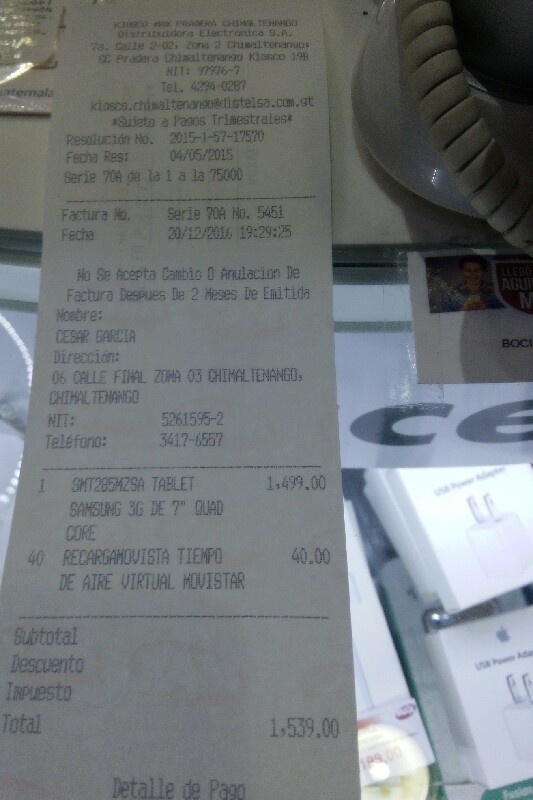 KIOSCO MAX PRADERA CHIMALTENANGO
Distribuidora Electronica S.A.
7a. Calle 2-02, Zona 2 Chimaltenango,
CC Pradera Chimaltenango Kiosco 19B
NIT: 97976-7
Tel. 4294-0287
kiosco.chimaltenango@distelsa.com.gt
*Sujeto a Pagos Trimestrales*
Resolución No. 2015-1-57-17570
Fecha Res: 04/05/2015
Serie 70A de la 1 a la 75000
Factura No. Serie 70A No. 5451
Fecha 20/12/2016 19:29:25
No Se Acepta Cambio O Anulacion De
Factura Despues De 2 Meses De Emitida
Nombre:
CESAR GARCIA
Dirección:
06 CALLE FINAL ZONA 03 CHIMALTENANGO,
CHIMALTENANGO
NIT: 5261595-2
Teléfono: 3417-6557
1 SMT285MZSA TABLET 1,499.00
SAMSUNG 3G DE 7" QUAD
CORE
40 RECARGAMOVISTA TIEMPO 40.00
DE AIRE VIRTUAL MOVISTAR
Subtotal
Descuento
Impuesto
Total 1,539.00
Detalle de Pago
uatemala
LLEGÓ
BOCI
ce
USB Power Adapter
USB Power Ada